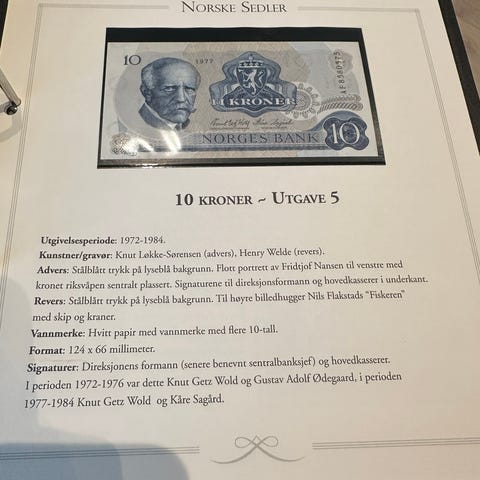 NORSKE SEDLER
10
1977
11 KRONER
AF8580575
NORGES BANK
10
10 KRONER ~ UTGAVE 5
Utgivelsesperiode: 1972-1984.
Kunstner/gravør: Knut Løkke-Sørensen (advers), Henry Welde (revers).
Advers: Stålblått trykk på lyseblå bakgrunn. Flott portrett av Fridtjof Nansen til venstre med
kronet riksvåpen sentralt plassert. Signaturene til direksjonsformann og hovedkasserer i underkant.
Revers: Stålblått trykk på lyseblå bakgrunn. Til høyre billedhugger Nils Flakstads "Fiskeren"
med skip og kraner.
Vannmerke: Hvitt papir med vannmerke med flere 10-tall.
Format: 124 x 66 millimeter.
Signaturer: Direksjonens formann (senere benevnt sentralbanksjef) og hovedkasserer.
I perioden 1972-1976 var dette Knut Getz Wold og Gustav Adolf Ødegaard, i perioden
1977-1984 Knut Getz Wold og Kåre Sagård.